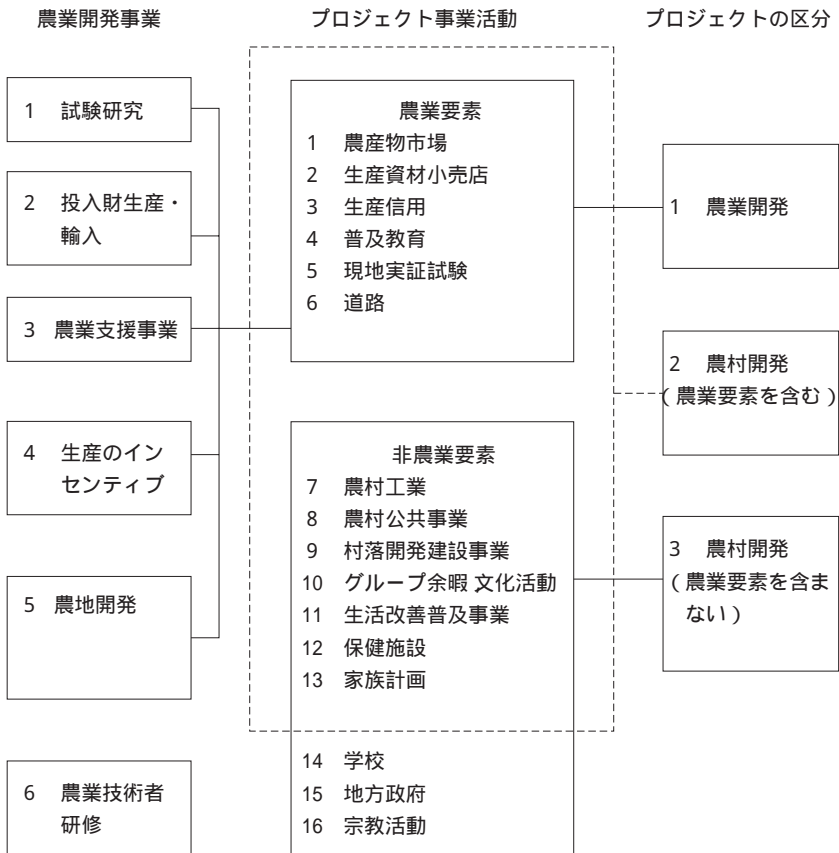 農業開発事業
プロジェクト事業活動
プロジェクトの区分
1 試験研究
2 投入財生産・
輸入
3 農業支援事業
4 生産のイン
センティブ
5 農地開発
6 農業技術者
研修
農業要素
1 農産物市場
2 生産資材小売店
3 生産信用
4 普及教育
5 現地実証試験
6 道路
非農業要素
7 農村工業
8 農村公共事業
9 村落開発建設事業
10 グループ余暇 文化活動
11 生活改善普及事業
12 保健施設
13 家族計画
14 学校
15 地方政府
16 宗教活動
1 農業開発
2 農村開発
(農業要素を含む)
3 農村開発
(農業要素を含ま
ない)